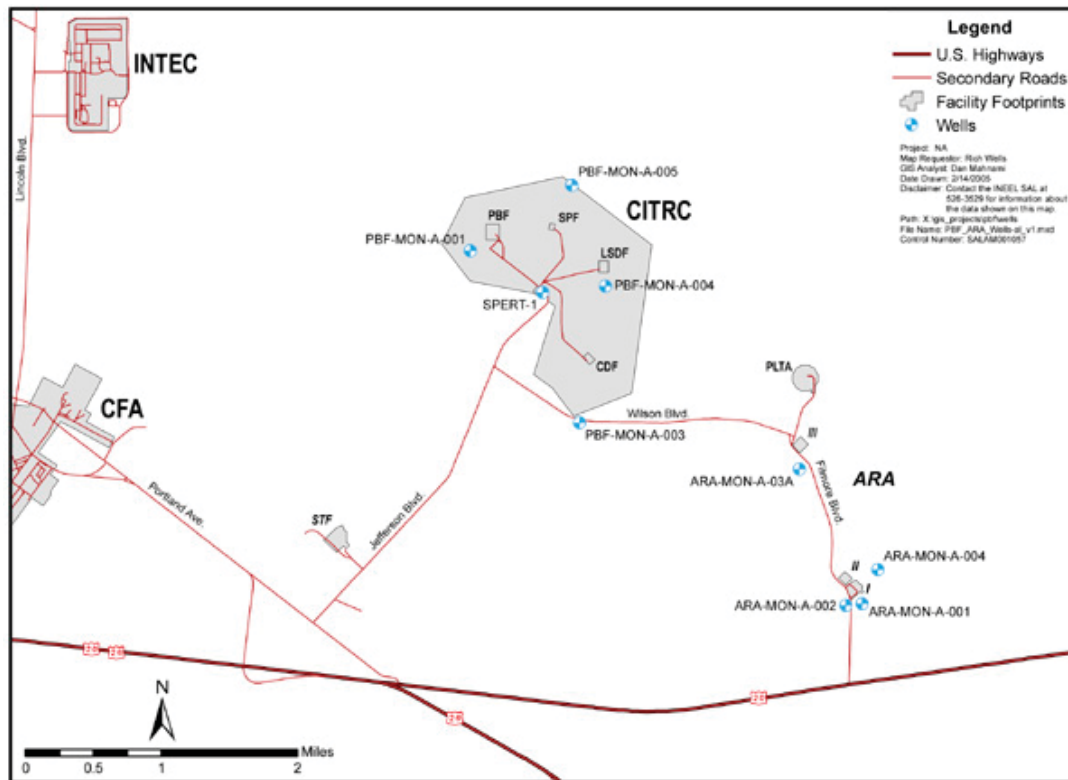 INTEC
Lincoln Blvd.
Legend
U.S. Highways
Secondary Roads
Facility Footprints
Wells
Project: NA
Map Requestor: Rich Wells
GIS Analyst: Dan Mahnami
Date Drawn: 2/14/2005
Disclaimer: Contact the INEEL SAL at
526-3529 for information about
the data shown on this map.
File Name: PBF_ARA_Wells-al_v1.mxd
PBF-MON-A-005
CITRC
PBF
SPF
PBF-MON-A-001
LSDF
PBF-MON-A-004
SPERT-1
CDF
PLTA
CFA
Wilson Blvd.
PBF-MON-A-003
III
ARA-MON-A-03A
ARA
Filmore Blvd.
Portland Ave.
Jefferson Blvd.
STF
ARA-MON-A-004
II
I
ARA-MON-A-002
ARA-MON-A-001
20
26
20
26
N
Miles
0 0.5 1 2